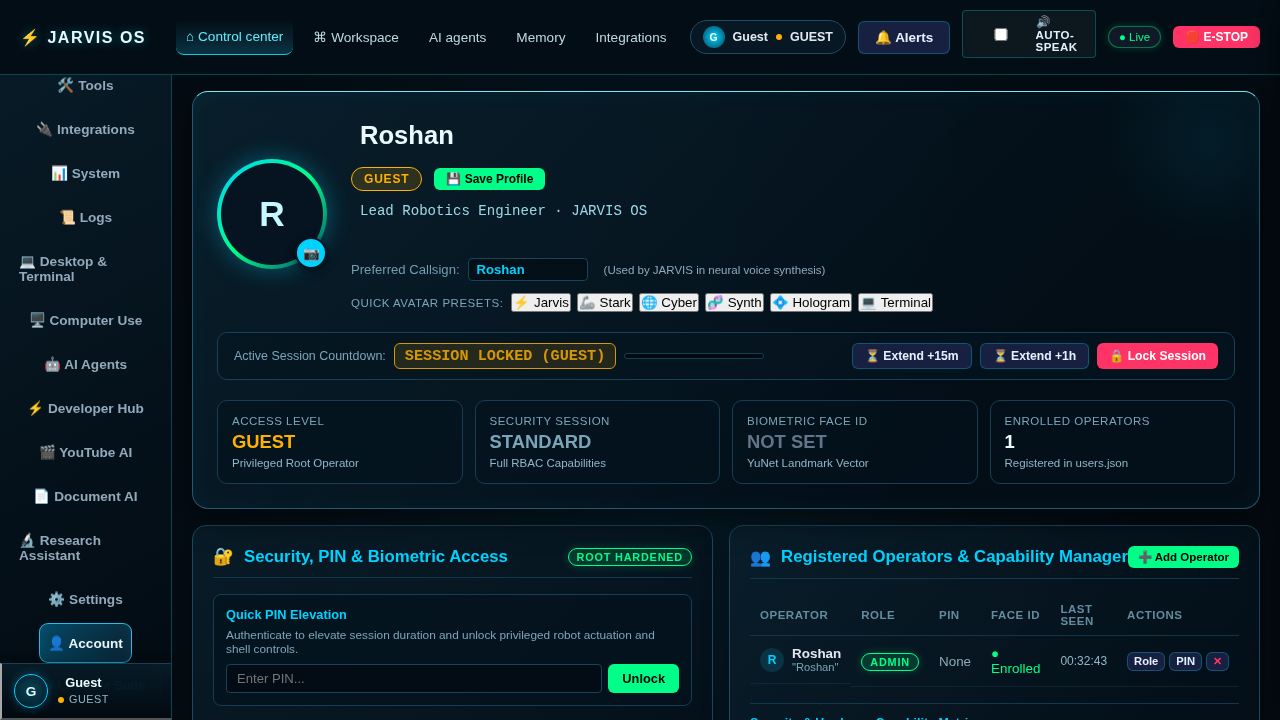 ⚡ JARVIS OS
⌂ Control center
⌘ Workspace
AI agents
Memory
Integrations
G Guest GUEST
🔔 Alerts
🔊
AUTO-
SPEAK
● Live
🛑 E-STOP
🛠️ Tools
🔌 Integrations
📊 System
📜 Logs
💻 Desktop &
Terminal
🖥️ Computer Use
🤖 AI Agents
⚡ Developer Hub
🎬 YouTube AI
📄 Document AI
🔬 Research
Assistant
⚙️ Settings
👤 Account
G Guest
GUEST
R
📷
Roshan
GUEST
💾 Save Profile
Lead Robotics Engineer · JARVIS OS
Preferred Callsign: Roshan (Used by JARVIS in neural voice synthesis)
QUICK AVATAR PRESETS: ⚡ Jarvis 🦾 Stark 🌐 Cyber 🧬 Synth 💠 Hologram 💻 Terminal
Active Session Countdown: SESSION LOCKED (GUEST)
⏳ Extend +15m
⏳ Extend +1h
🔒 Lock Session
ACCESS LEVEL
GUEST
Privileged Root Operator
SECURITY SESSION
STANDARD
Full RBAC Capabilities
BIOMETRIC FACE ID
NOT SET
YuNet Landmark Vector
ENROLLED OPERATORS
1
Registered in users.json
🔐 Security, PIN & Biometric Access
ROOT HARDENED
Quick PIN Elevation
Authenticate to elevate session duration and unlock privileged robot actuation and
shell controls.
Enter PIN...
Unlock
👥 Registered Operators & Capability Manager
➕ Add Operator
OPERATOR ROLE PIN FACE ID LAST SEEN ACTIONS
R Roshan
"Roshan"
ADMIN
None
● Enrolled
00:32:43
Role PIN ✕